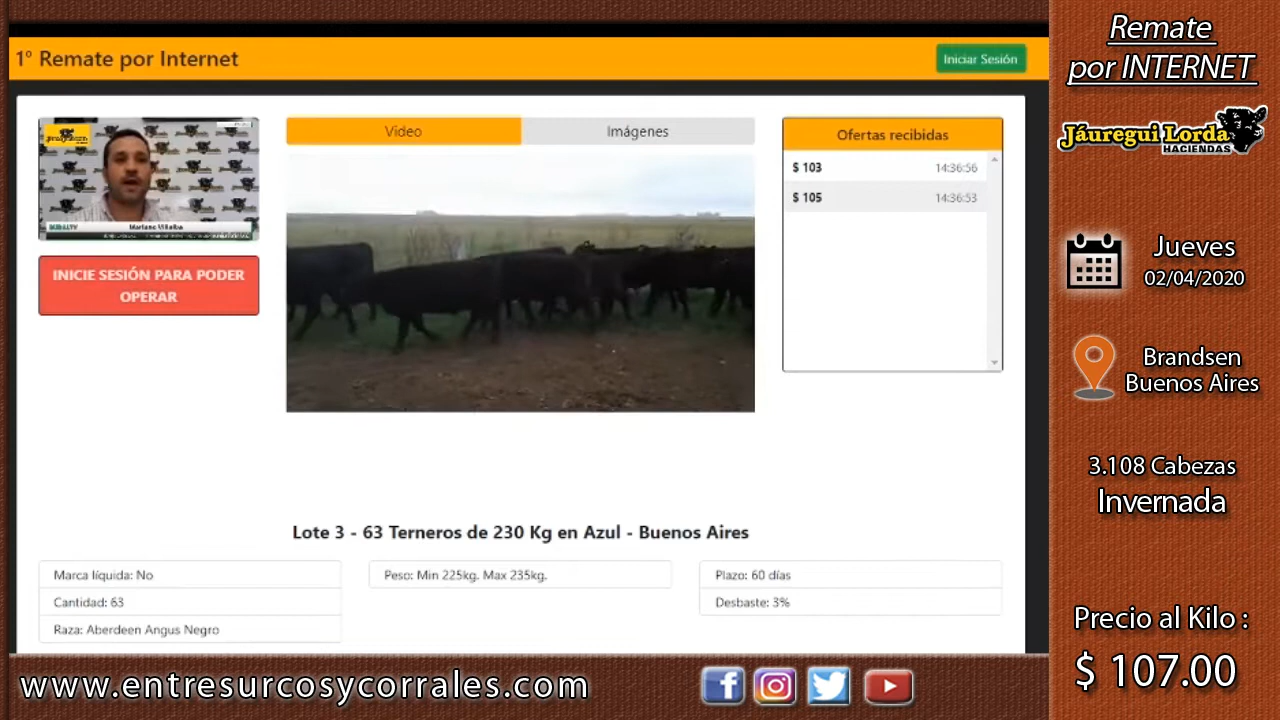 1º Remate por Internet
Iniciar Sesión
Mariano Villalba
INICIE SESIÓN PARA PODER
OPERAR
Video
Imágenes
Ofertas recibidas
$ 103 14:36:56
$ 105 14:36:53
Lote 3 - 63 Terneros de 230 Kg en Azul - Buenos Aires
Marca líquida: No
Cantidad: 63
Raza: Aberdeen Angus Negro
Peso: Min 225kg. Max 235kg.
Plazo: 60 días
Desbaste: 3%
www.entresurcosycorrales.com
Remate
por INTERNET
Jáuregui Lorda
HACIENDAS
Jueves
02/04/2020
Brandsen
Buenos Aires
3.108 Cabezas
Invernada
Precio al Kilo :
$ 107.00